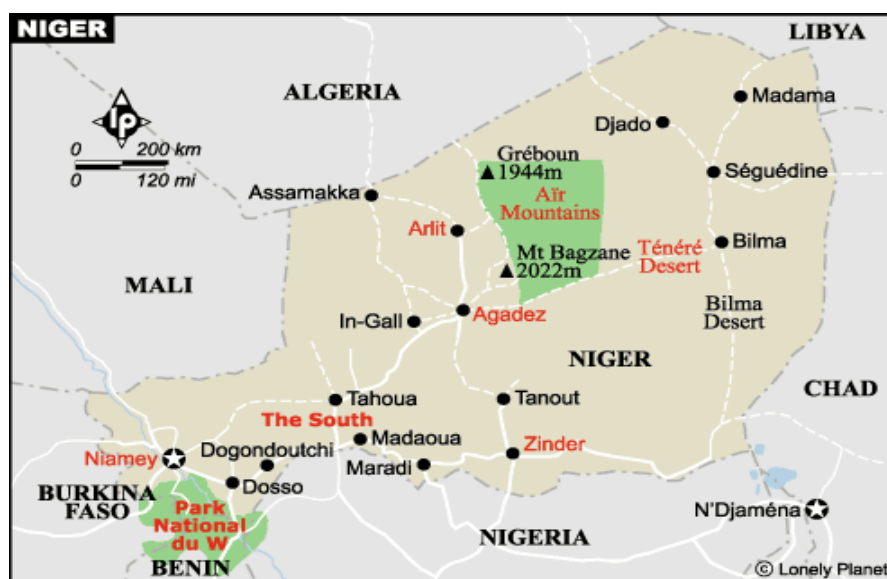 NIGER
LIBYA
ALGERIA
Madama
Djado
lp
0 200 km
0 120 mi
Gréboun
1944m
Séguédine
Assamakka
Aïr
Mountains
Arlit
Mt Bagzane
2022m
Ténéré
Desert
Bilma
MALI
In-Gall
Agadez
Bilma
Desert
NIGER
CHAD
Tahoua
Tanout
The South
Madaoua
Zinder
Niamey
Dogondoutchi
Maradi
Dosso
BURKINA
FASO
Park
National
du W
N'Djaména
NIGERIA
BENIN
© Lonely Planet